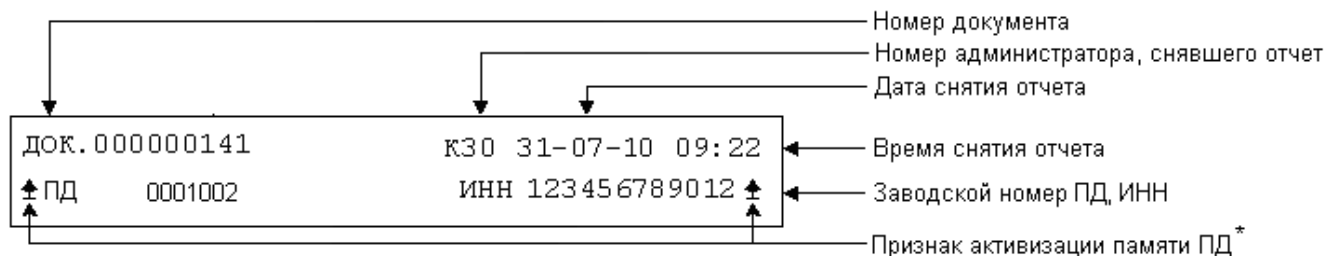 Номер документа
Номер администратора, снявшего отчет
Дата снятия отчета
ДОК.000000141 К30 31-07-10 09:22
Время снятия отчета
ПД 0001002 ИНН 123456789012
Заводской номер ПД, ИНН
Признак активизации памяти ПД*